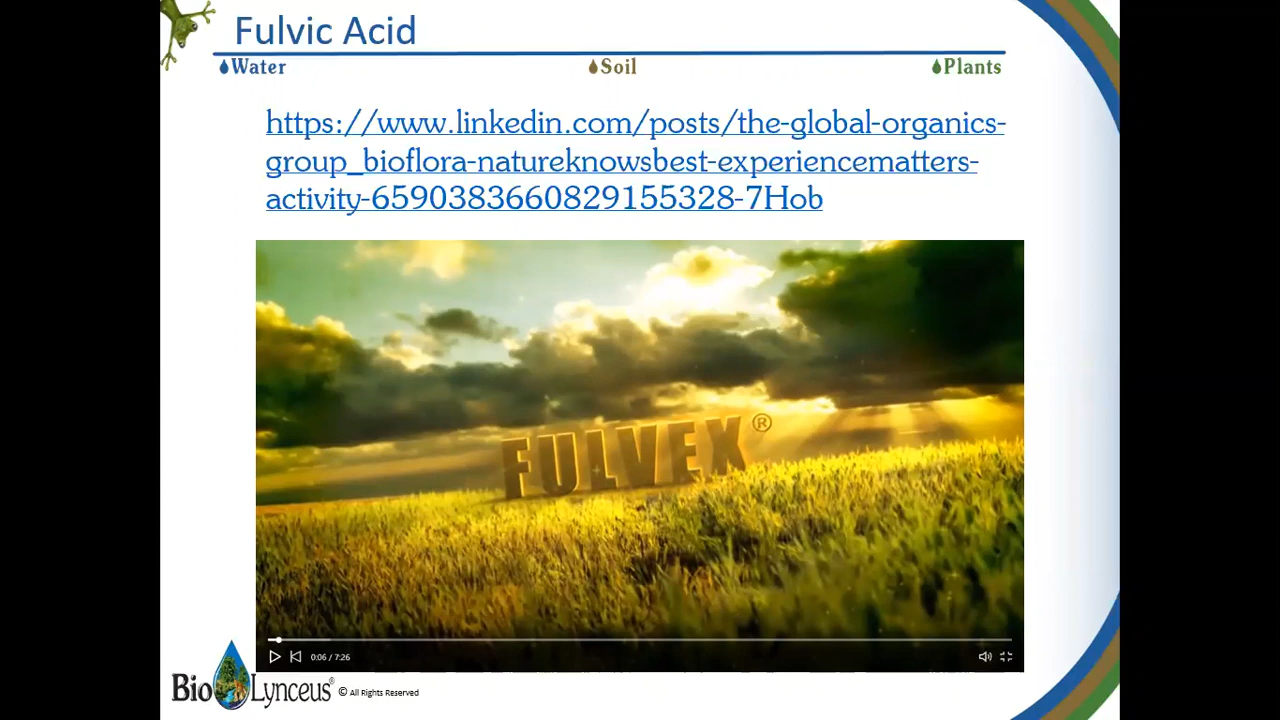 Fulvic Acid
Water Soil Plants
https://www.linkedin.com/posts/the-global-organics-
group_bioflora-natureknowsbest-experiencematters-
activity-6590383660829155328-7Hob
FULVEX®
0:06 / 7:26
Bio Lynceus® © All Rights Reserved